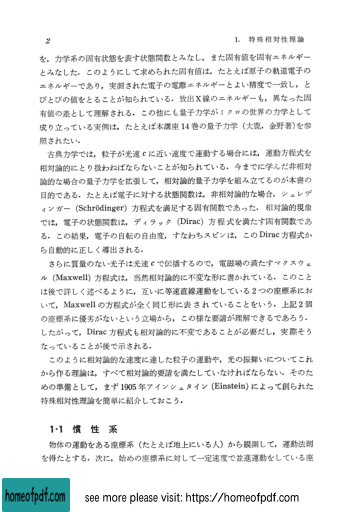 2
1. 特殊相対性理論
を，力学系の固有状態を表す状態関数とみなし，また固有値を固有エネルギー
とみなした．このようにして求められた固有値は，たとえば原子の軌道電子の
エネルギーであり，実測された電子の電離エネルギーとよい精度で一致し，と
びとびの値をとることが知られている．放出X線のエネルギーも，異なった固
有値の差として理解される．この他にも量子力学がミクロの世界の力学として
成り立っている実例は，たとえば本講座14巻の量子力学（大鹿，金野著）を参
照されたい．
古典力学では，粒子が光速 c に近い速度で運動する場合には，運動方程式を
相対論的にとり扱わねばならないことが知られている．今までに学んだ非相対
論的な場合の量子力学を拡張して，相対論的量子力学を組み立てるのが本書の
目的である．たとえば電子に対する状態関数は，非相対論的な場合，シュレデ
ィンガー (Schrödinger) 方程式を満足する固有関数であった．相対論的現象
では，電子の状態関数は，ディラック (Dirac) 方程式を満たす固有関数であ
る．この結果，電子の自転の自由度，すなわちスピンは，この Dirac 方程式か
ら自動的に正しく導出される．
さらに質量のない光子は光速 c で伝播するので，電磁場の満たすマクスウェ
ル (Maxwell) 方程式は，当然相対論的に不変な形に書かれている．このこと
は後で詳しく述べるように，互いに等速直線運動をしている2つの座標系にお
いて，Maxwell の方程式が全く同じ形に表されていることをいう．上記2個
の座標系に優劣がないという立場から，この様な要請が理解できるであろう．
したがって，Dirac 方程式も相対論的に不変であることが必要だし，実際そう
なっていることが後で示される．
このように相対論的な速度に達した粒子の運動や，光の振舞いについてこれ
から作る理論は，すべて相対論的要請を満たしていなければならない．そのた
めの準備として，まず1905年アインシュタイン (Einstein) によって創られた
特殊相対性理論を簡単に紹介しておこう．
1·1 慣性系
物体の運動をある座標系（たとえば地上にいる人）から観測して，運動法則
を得たとする．次に，始めの座標系に対して一定速度で並進運動をしている座
homeofpdf.com
see more please visit: https://homeofpdf.com